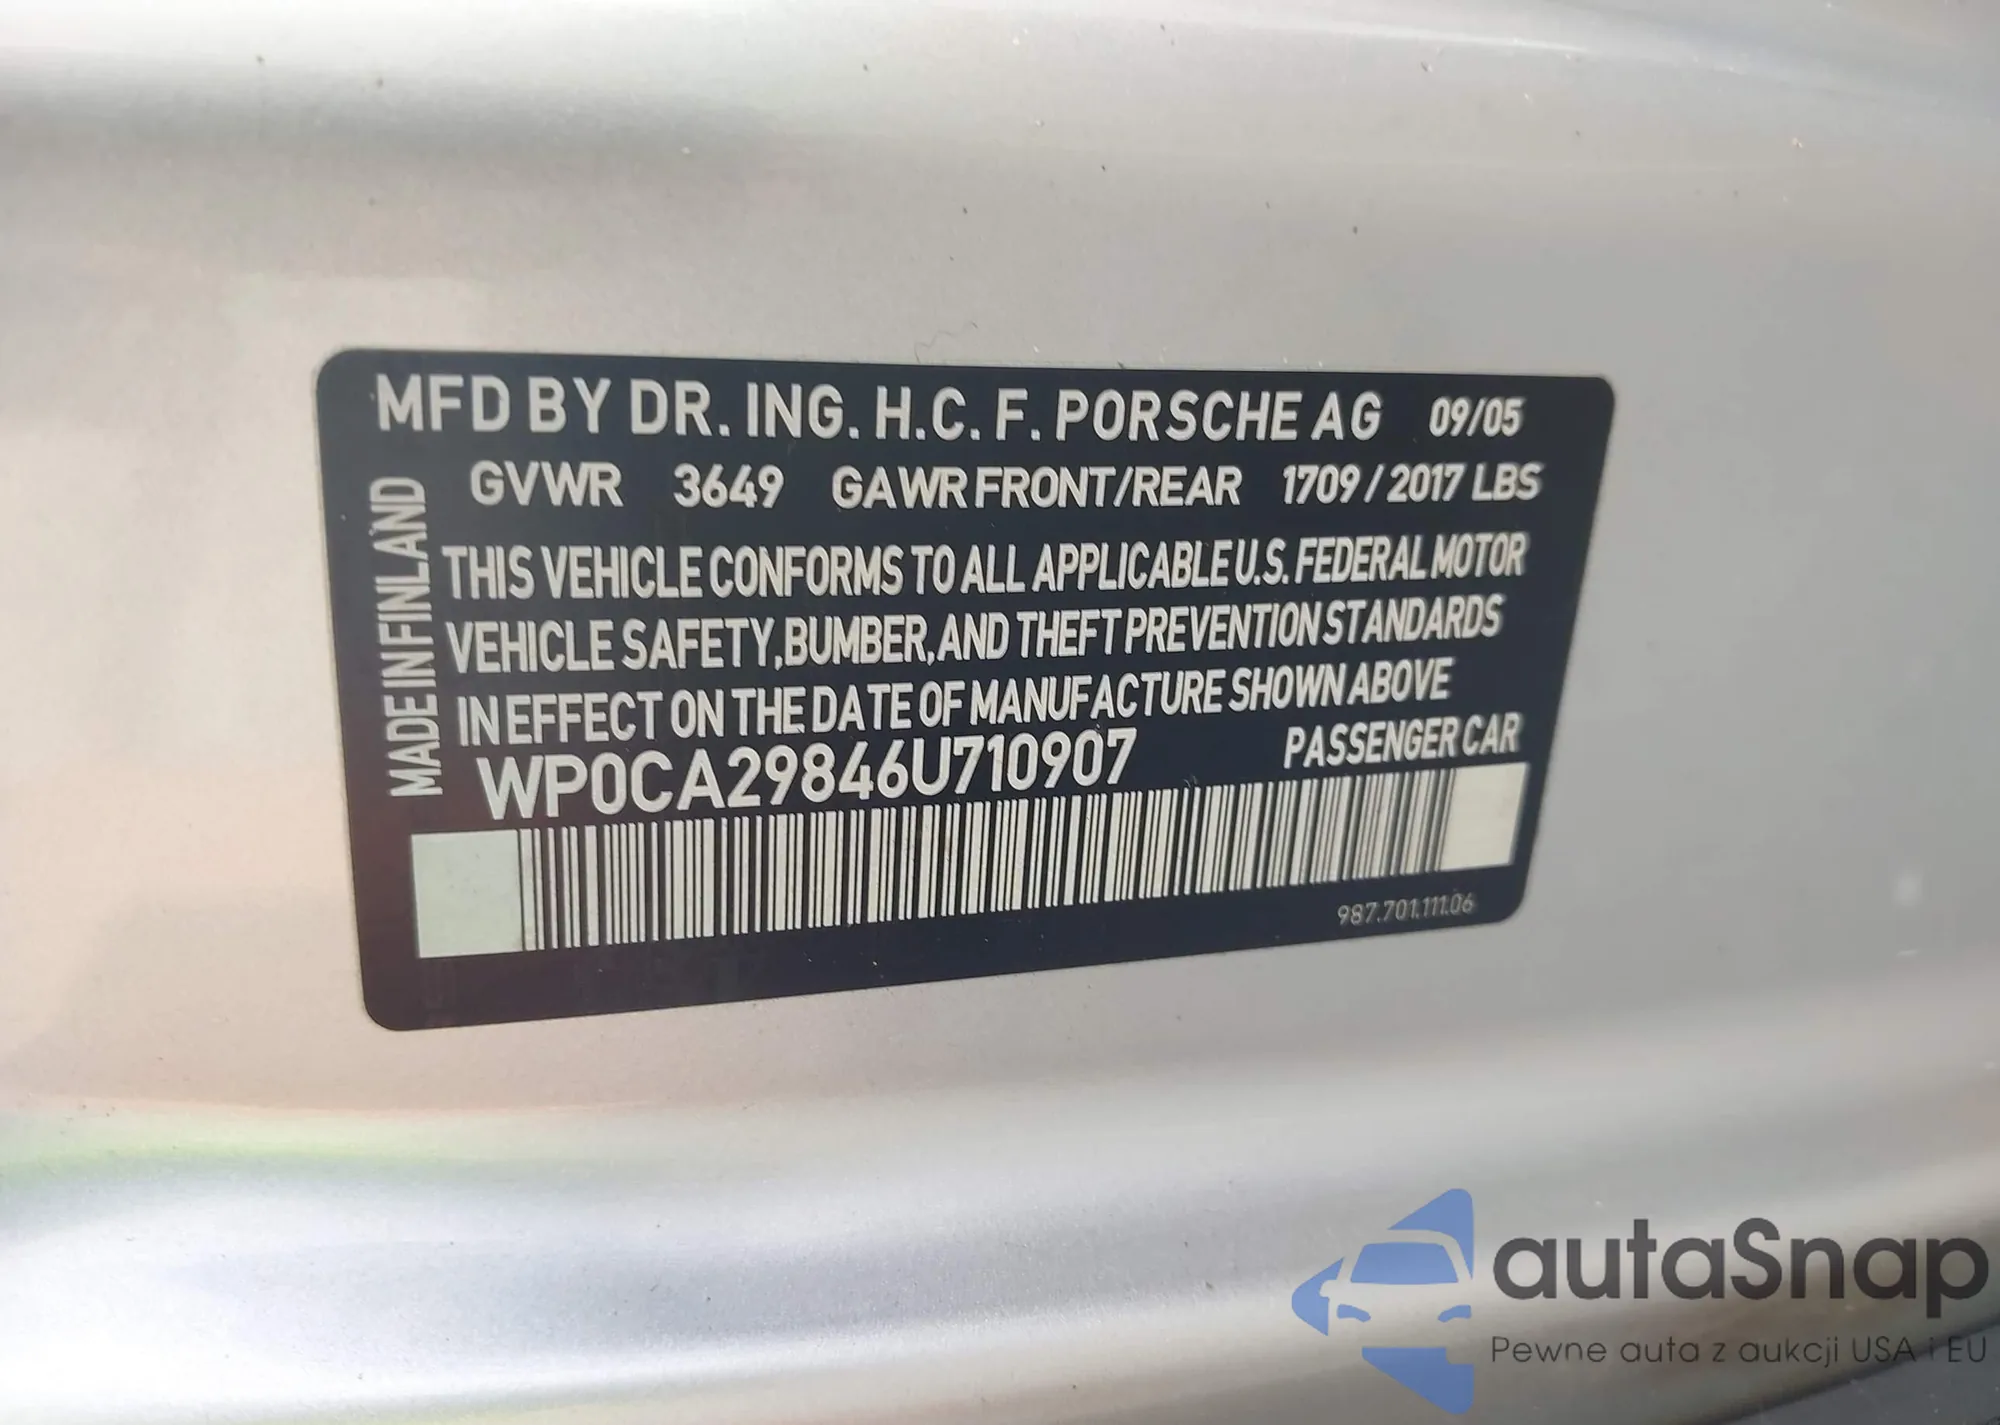 MFD BY DR. ING. H.C. F. PORSCHE AG 09/05
GVWR 3649 GAWR FRONT/REAR 1709 / 2017 LBS
MADE IN FINLAND
THIS VEHICLE CONFORMS TO ALL APPLICABLE U.S. FEDERAL MOTOR
VEHICLE SAFETY, BUMBER, AND THEFT PREVENTION STANDARDS
IN EFFECT ON THE DATE OF MANUFACTURE SHOWN ABOVE
WP0CA29846U710907 PASSENGER CAR
987.701.111.06
autaSnap
Pewne auta z aukcji USA i EU